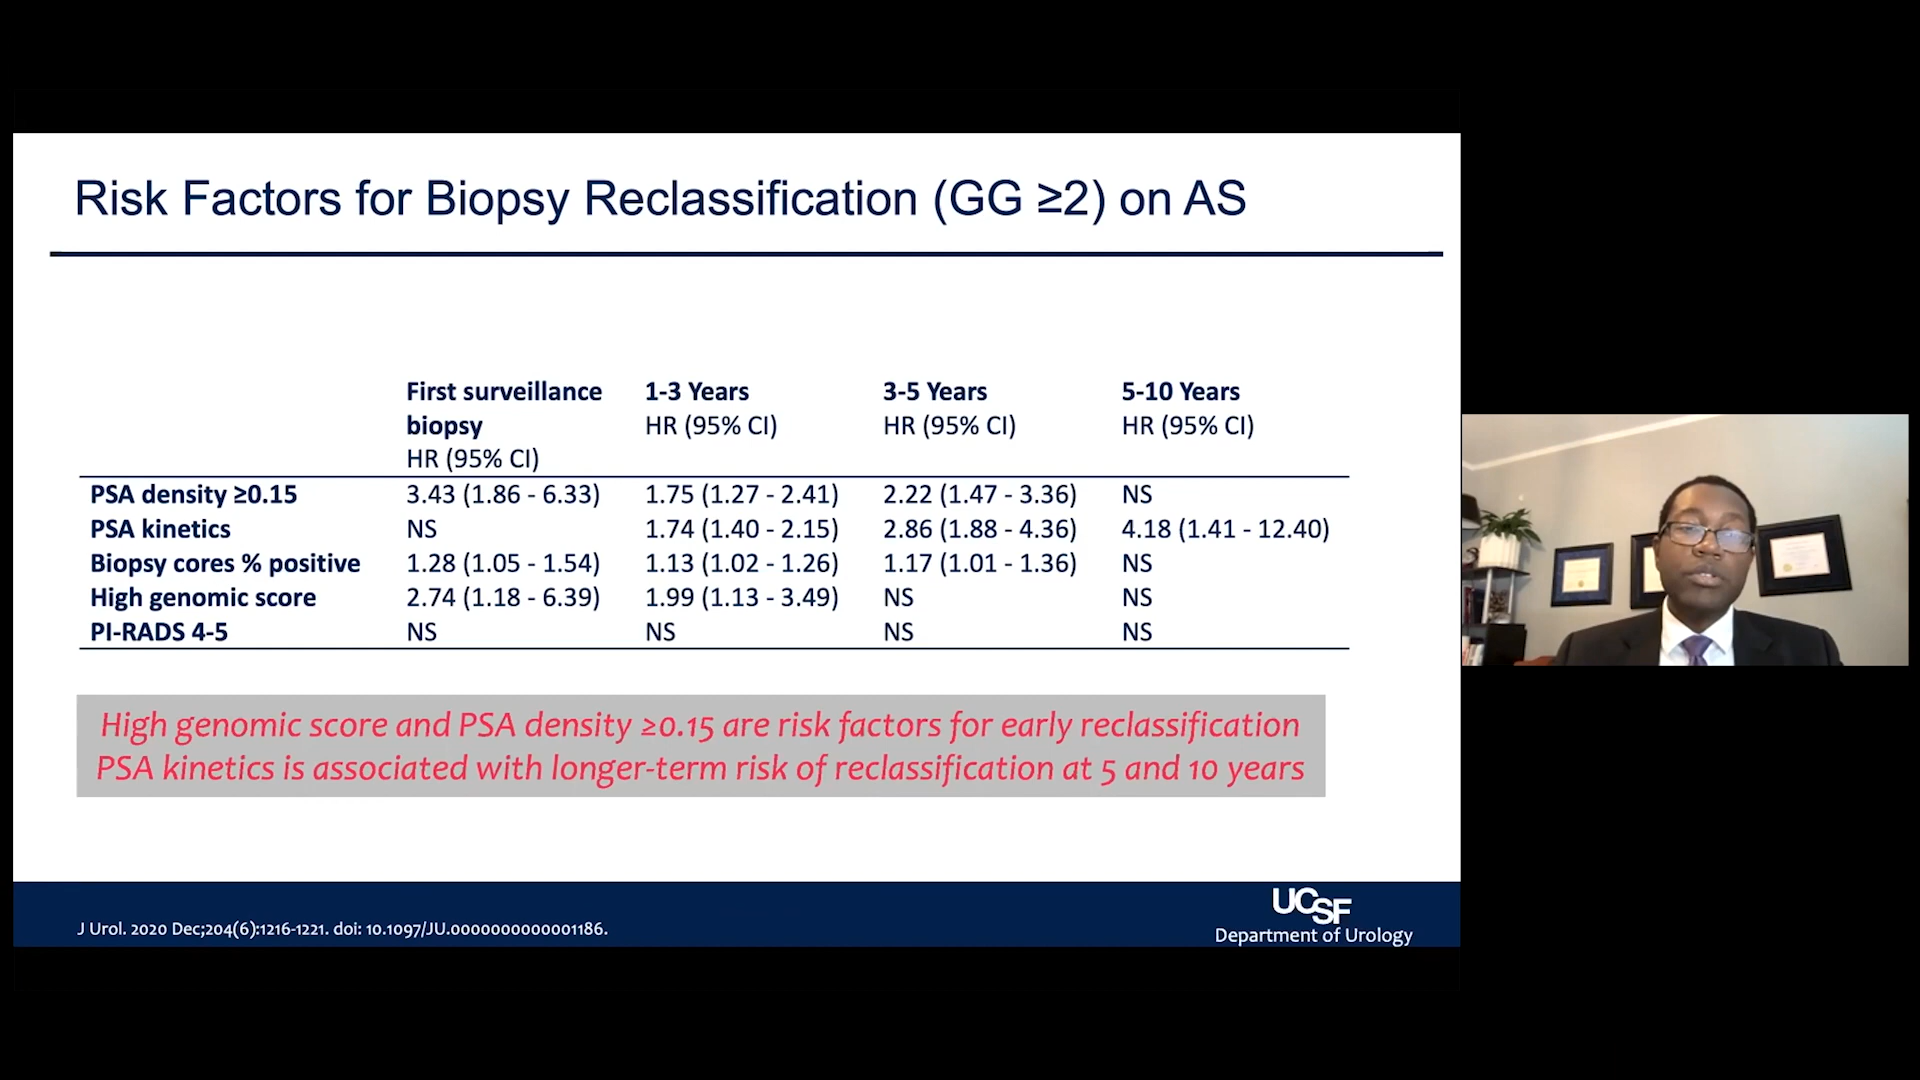 Risk Factors for Biopsy Reclassification (GG ≥2) on AS
First surveillance biopsy HR (95% CI) 1-3 Years HR (95% CI) 3-5 Years HR (95% CI) 5-10 Years HR (95% CI)
PSA density ≥0.15 3.43 (1.86 - 6.33) 1.75 (1.27 - 2.41) 2.22 (1.47 - 3.36) NS
PSA kinetics NS 1.74 (1.40 - 2.15) 2.86 (1.88 - 4.36) 4.18 (1.41 - 12.40)
Biopsy cores % positive 1.28 (1.05 - 1.54) 1.13 (1.02 - 1.26) 1.17 (1.01 - 1.36) NS
High genomic score 2.74 (1.18 - 6.39) 1.99 (1.13 - 3.49) NS NS
PI-RADS 4-5 NS NS NS NS
High genomic score and PSA density ≥0.15 are risk factors for early reclassification
PSA kinetics is associated with longer-term risk of reclassification at 5 and 10 years
J Urol. 2020 Dec;204(6):1216-1221. doi: 10.1097/JU.0000000000001186.
UCSF
Department of Urology